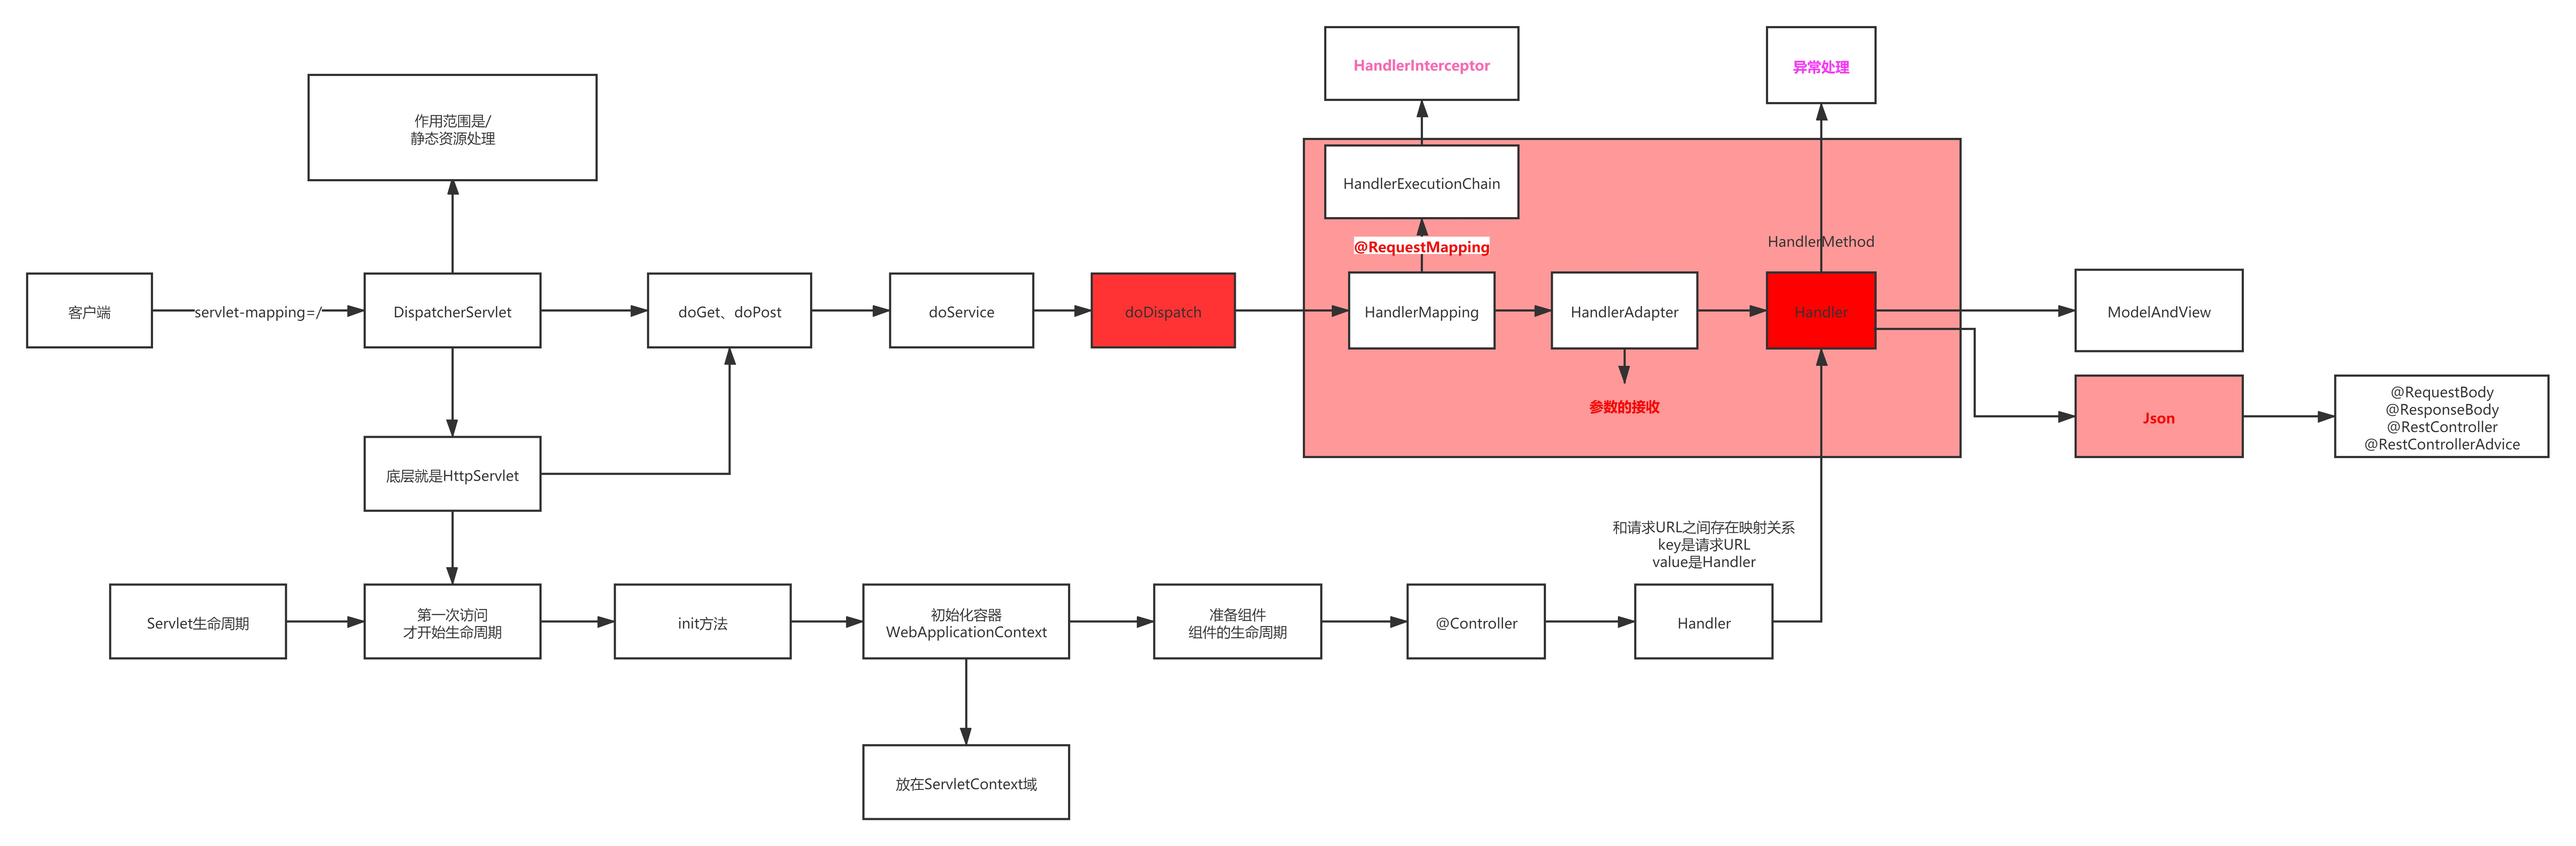 HandlerInterceptor
异常处理
作用范围是/
静态资源处理
HandlerExecutionChain
@RequestMapping
HandlerMethod
客户端
servlet-mapping=/
DispatcherServlet
doGet、doPost
doService
doDispatch
HandlerMapping
HandlerAdapter
Handler
ModelAndView
参数的接收
Json
@RequestBody
@ResponseBody
@RestController
@RestControllerAdvice
底层就是HttpServlet
和请求URL之间存在映射关系
key是请求URL
value是Handler
Servlet生命周期
第一次访问
才开始生命周期
init方法
初始化容器
WebApplicationContext
准备组件
组件的生命周期
@Controller
Handler
放在ServletContext域